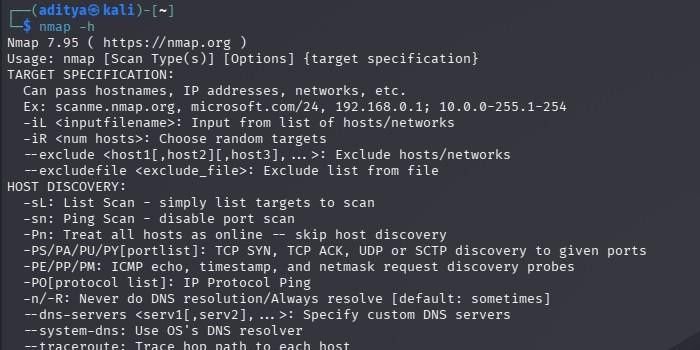 ┌──(aditya㉿kali)-[~]
└─$ nmap -h
Nmap 7.95 ( https://nmap.org )
Usage: nmap [Scan Type(s)] [Options] {target specification}
TARGET SPECIFICATION:
  Can pass hostnames, IP addresses, networks, etc.
  Ex: scanme.nmap.org, microsoft.com/24, 192.168.0.1; 10.0.0-255.1-254
  -iL <inputfilename>: Input from list of hosts/networks
  -iR <num hosts>: Choose random targets
  --exclude <host1[,host2][,host3],...>: Exclude hosts/networks
  --excludefile <exclude_file>: Exclude list from file
HOST DISCOVERY:
  -sL: List Scan - simply list targets to scan
  -sn: Ping Scan - disable port scan
  -Pn: Treat all hosts as online -- skip host discovery
  -PS/PA/PU/PY[portlist]: TCP SYN, TCP ACK, UDP or SCTP discovery to given ports
  -PE/PP/PM: ICMP echo, timestamp, and netmask request discovery probes
  -PO[protocol list]: IP Protocol Ping
  -n/-R: Never do DNS resolution/Always resolve [default: sometimes]
  --dns-servers <serv1[,serv2],...>: Specify custom DNS servers
  --system-dns: Use OS's DNS resolver
  --traceroute: Trace hop path to each host